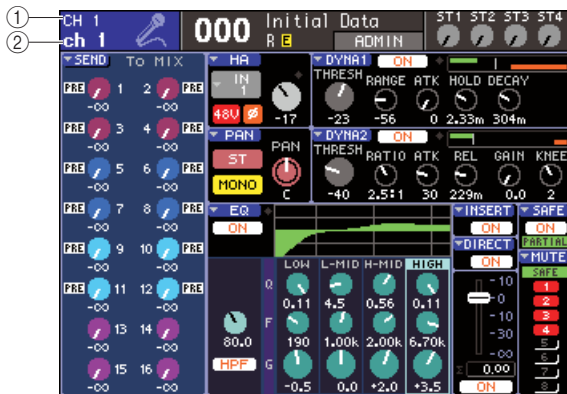 ① CH 1
② ch 1
000 Initial Data
R E ADMIN
ST1 ST2 ST3 ST4
SEND TO MIX
PRE 1 2 PRE
-∞ -∞
PRE 3 4 PRE
-∞ -∞
PRE 5 6 PRE
-∞ -∞
PRE 7 8 PRE
-∞ -∞
PRE 9 10 PRE
-∞ -∞
PRE 11 12 PRE
-∞ -∞
13 14
-∞ -∞
15 16
-∞ -∞
HA
IN 1
48V Ø -17
PAN
ST PAN
MONO C
DYNA1 ON
THRESH RANGE ATK HOLD DECAY
-23 -56 0 2.33m 304m
DYNA2 ON
THRESH RATIO ATK REL GAIN KNEE
-40 2.5:1 30 229m 0.0 2
EQ
ON
LOW L-MID H-MID HIGH
Q 0.11 4.5 0.56 0.11
80.0 F 190 1.00k 2.00k 6.70k
HPF G -0.5 0.0 +2.0 +3.5
INSERT
ON
DIRECT
ON
-10
-0
-10
-30
-∞
Σ 0.00
ON
SAFE
ON
PARTIAL
MUTE
SAFE
1
2
3
4
5
6
7
8